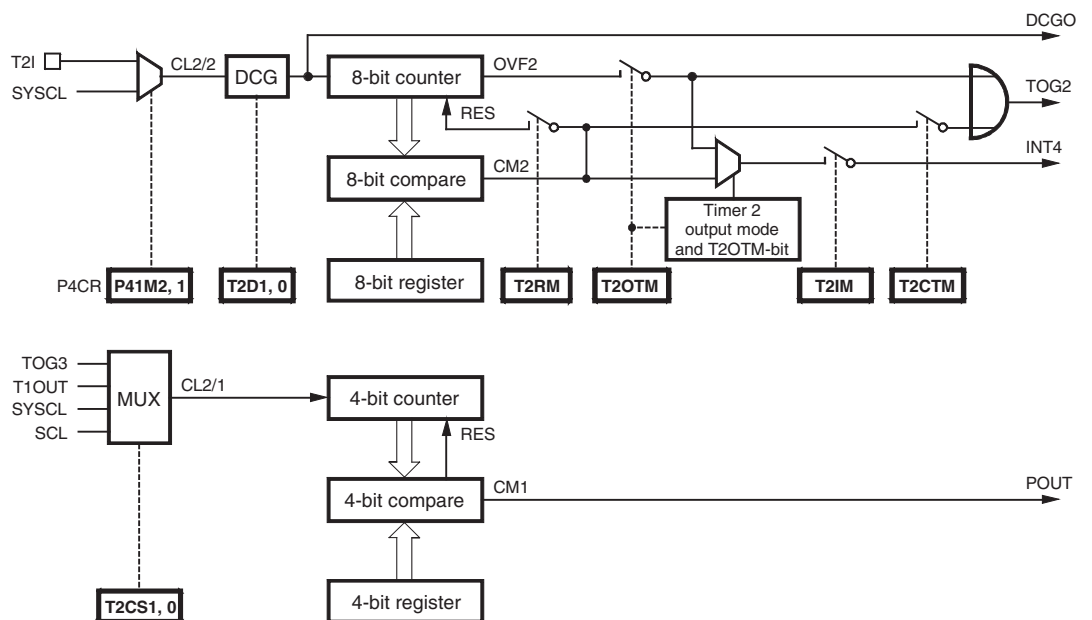 DCGO
T2I
CL2/2
DCG
8-bit counter
OVF2
TOG2
SYSCL
RES
INT4
8-bit compare
CM2
Timer 2
output mode
and T2OTM-bit
P4CR
P41M2, 1
T2D1, 0
8-bit register
T2RM
T2OTM
T2IM
T2CTM
TOG3
T1OUT
SYSCL
SCL
MUX
CL2/1
4-bit counter
RES
4-bit compare
CM1
POUT
T2CS1, 0
4-bit register